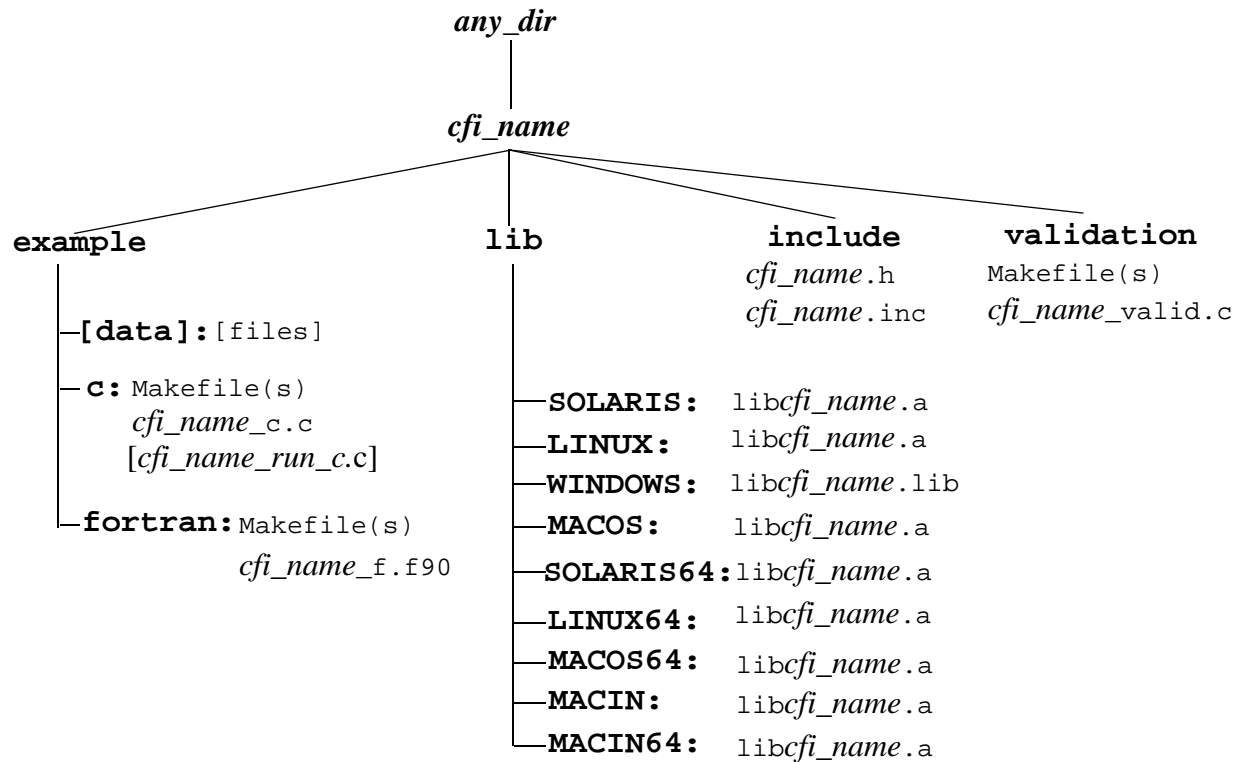 any_dir
cfi_name
example
lib
include
validation
cfi_name.h
cfi_name.inc
Makefile(s)
cfi_name_valid.c
[data]: [files]
c: Makefile(s)
cfi_name_c.c
[cfi_name_run_c.c]
fortran: Makefile(s)
cfi_name_f.f90
SOLARIS: libcfi_name.a
LINUX: libcfi_name.a
WINDOWS: libcfi_name.lib
MACOS: libcfi_name.a
SOLARIS64: libcfi_name.a
LINUX64: libcfi_name.a
MACOS64: libcfi_name.a
MACIN: libcfi_name.a
MACIN64: libcfi_name.a